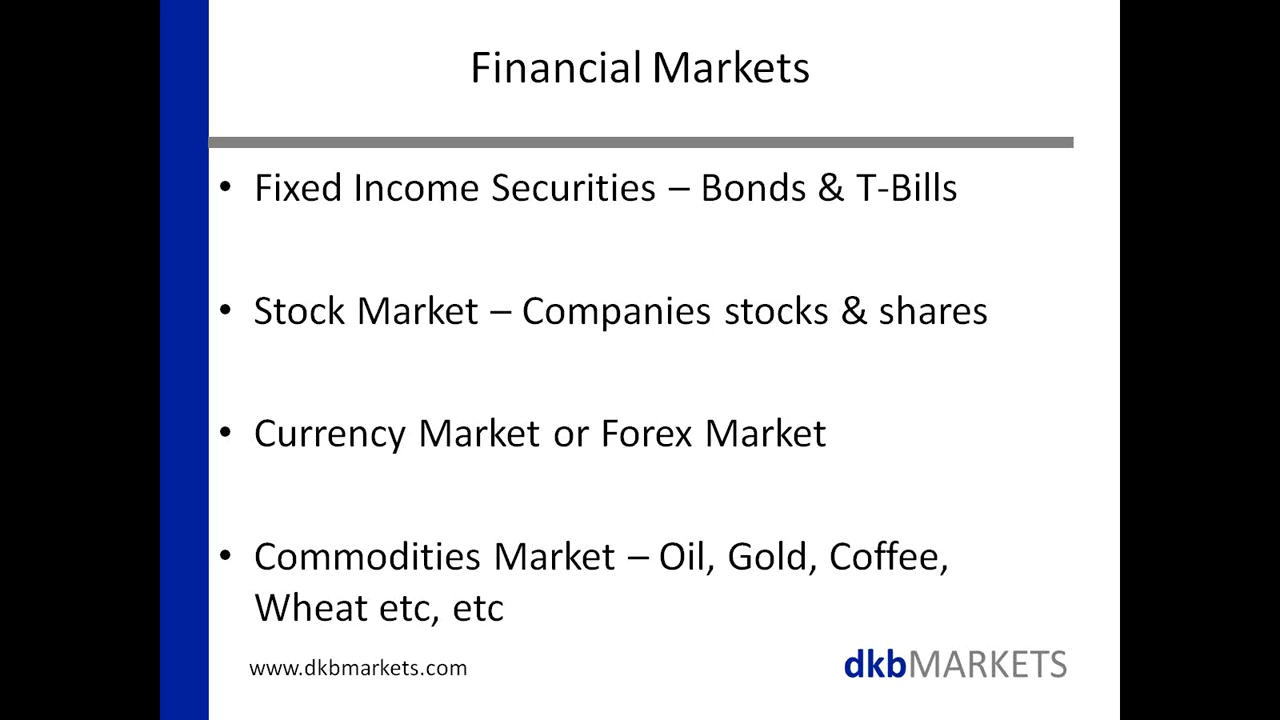 Financial Markets
• Fixed Income Securities – Bonds & T-Bills
• Stock Market – Companies stocks & shares
• Currency Market or Forex Market
• Commodities Market – Oil, Gold, Coffee,
Wheat etc, etc
www.dkbmarkets.com
dkbMARKETS